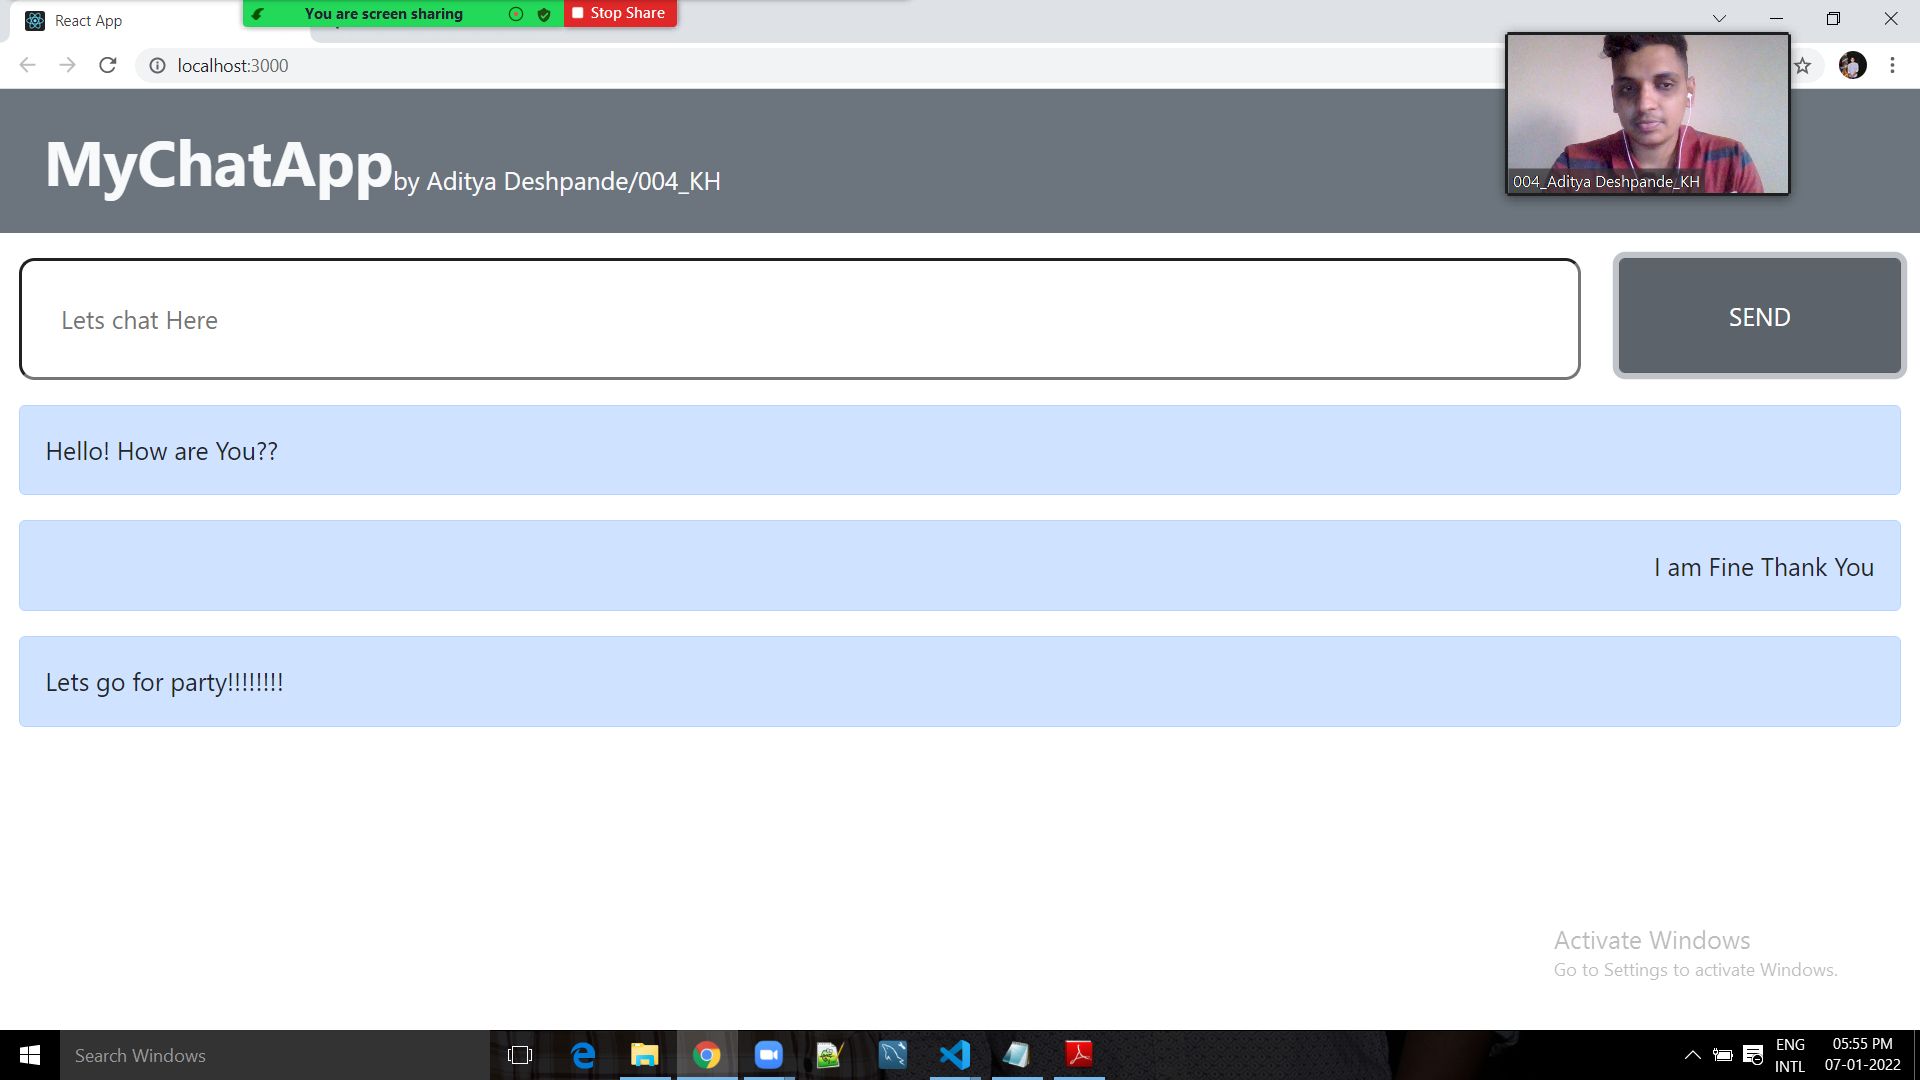 React App
You are screen sharing
Stop Share
localhost:3000
MyChatApp by Aditya Deshpande/004_KH
004_Aditya Deshpande_KH
Lets chat Here
SEND
Hello! How are You??
I am Fine Thank You
Lets go for party!!!!!!!!
Activate Windows
Go to Settings to activate Windows.
Search Windows
ENG
INTL
05:55 PM
07-01-2022